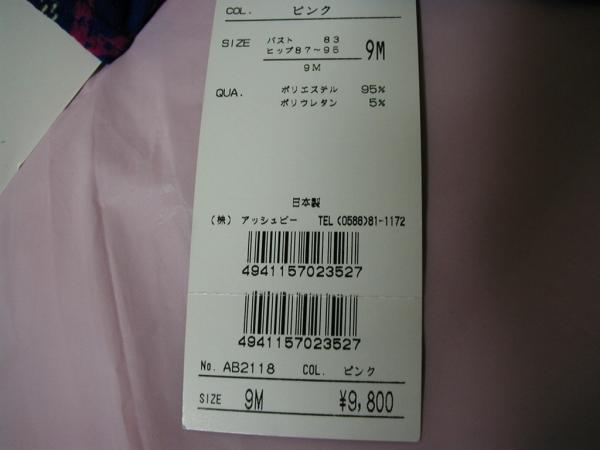 COL. ピンク
SIZE バスト 83
ヒップ87～95 9M
9M
QUA. ポリエステル 95%
ポリウレタン 5%
日本製
(株) アッシュビー TEL(0586)81-1172
4941157023527
4941157023527
No. AB2118 COL. ピンク
SIZE 9M ¥9,800